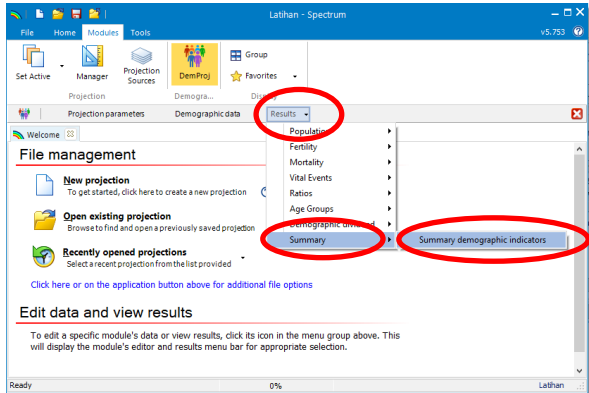 Latihan - Spectrum
File Home Modules Tools v5.753
Set Active
Manager
Projection
Sources
DemProj
Group
Favorites
Projection Demogra... Display
Projection parameters Demographic data Results
Welcome
Population
Fertility
Mortality
Vital Events
Ratios
Age Groups
Demographic dividend
Summary Summary demographic indicators
File management
New projection
To get started, click here to create a new projection
Open existing projection
Browse to find and open a previously saved projection
Recently opened projections
Select a recent projection from the list provided
Click here or on the application button above for additional file options
Edit data and view results
To edit a specific module's data or view results, click its icon in the menu group above. This
will display the module's editor and results menu bar for appropriate selection.
Ready 0% Latihan